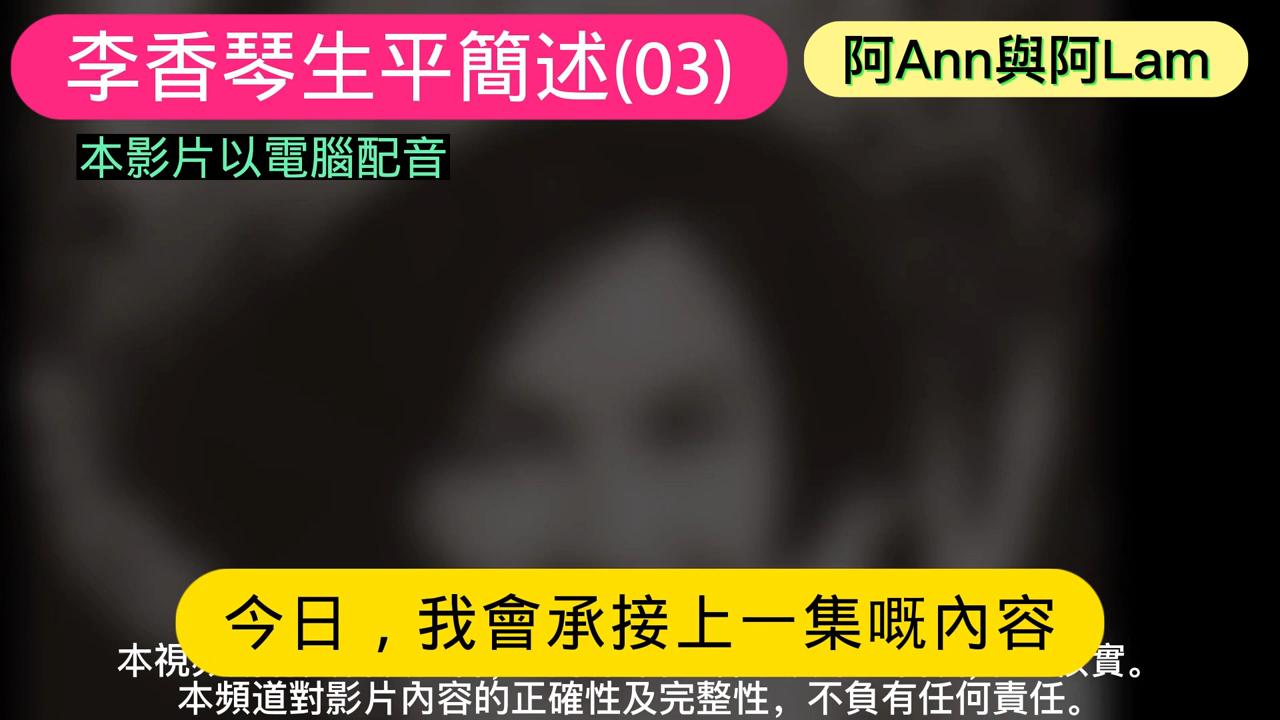 李香琴生平簡述(03)
阿Ann與阿Lam
本影片以電腦配音
今日，我會承接上一集嘅內容
本視 實。
本頻道對影片內容的正確性及完整性，不負有任何責任。